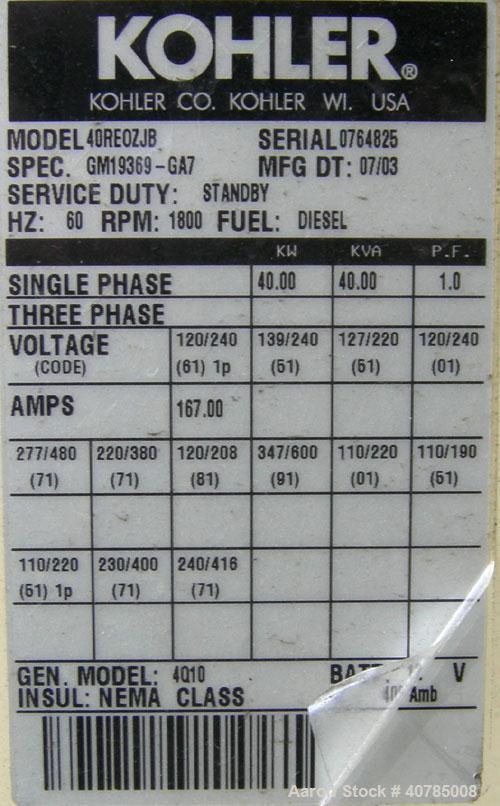 KOHLER®
KOHLER CO. KOHLER WI. USA
MODEL 40REOZJB SERIAL 0764825
SPEC. GM19369-GA7 MFG DT: 07/03
SERVICE DUTY: STANDBY
HZ: 60 RPM: 1800 FUEL: DIESEL
KW KVA P.F.
SINGLE PHASE 40.00 40.00 1.0
THREE PHASE
VOLTAGE 120/240 139/240 127/220 120/240
(CODE) (61) 1p (51) (51) (01)
AMPS 167.00
277/480 220/380 120/208 347/600 110/220 110/190
(71) (71) (81) (91) (01) (51)
110/220 230/400 240/416
(51) 1p (71) (71)
GEN. MODEL: 4Q10 V
INSUL: NEMA CLASS Amb
Aaron Stock # 40785008